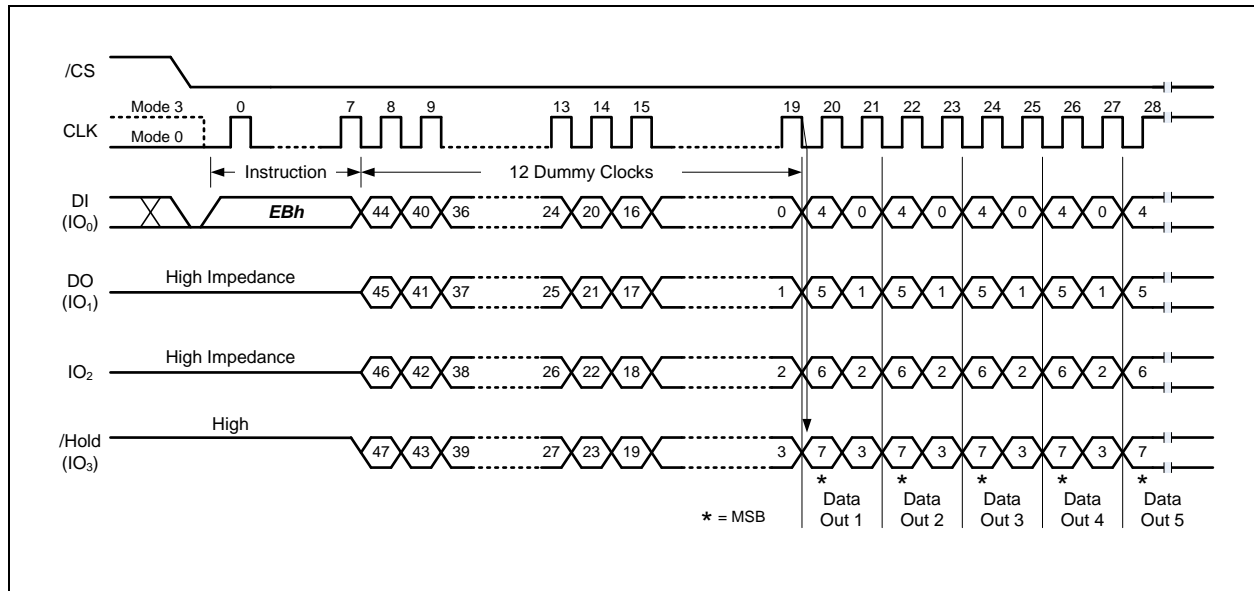 /CS
Mode 3 0 7 8 9 13 14 15 19 20 21 22 23 24 25 26 27 28
CLK
Mode 0
Instruction 12 Dummy Clocks
DI
(IO0)
EBh 44 40 36 24 20 16 0 4 0 4 0 4 0 4 0 4
High Impedance
DO
(IO1)
45 41 37 25 21 17 1 5 1 5 1 5 1 5 1 5
High Impedance
IO2
46 42 38 26 22 18 2 6 2 6 2 6 2 6 2 6
High
/Hold
(IO3)
47 43 39 27 23 19 3 7 3 7 3 7 3 7 3 7
* * * * *
* = MSB
Data
Out 1
Data
Out 2
Data
Out 3
Data
Out 4
Data
Out 5